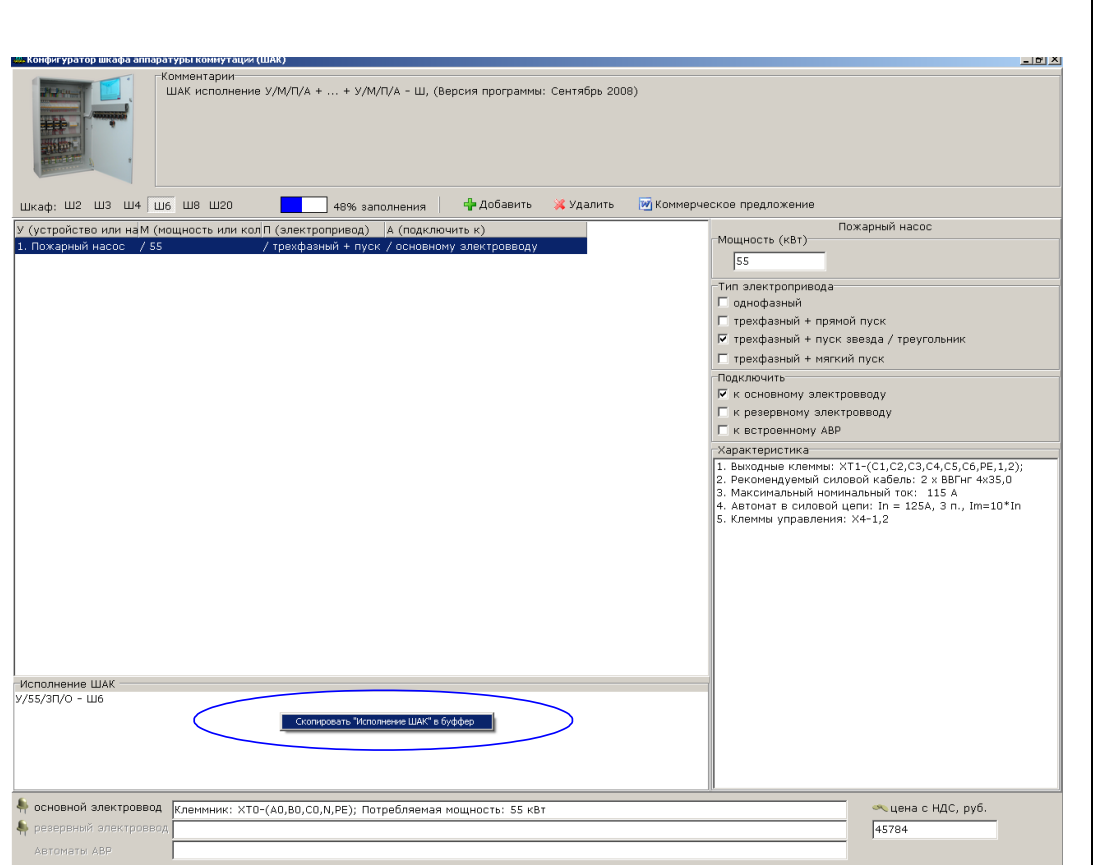 Конфигуратор шкафа аппаратуры коммутации (ШАК)
Комментарии
ШАК исполнение У/М/П/А + ... + У/М/П/А - Ш, (Версия программы: Сентябрь 2008)
Шкаф: Ш2 Ш3 Ш4 Ш6 Ш8 Ш20 48% заполнения Добавить Удалить Коммерческое предложение
У (устройство или на М (мощность или кол П (электропривод) А (подключить к)
1. Пожарный насос / 55 / трехфазный + пуск / основному электровводу
Пожарный насос
Мощность (кВт)
55
Тип электропривода
однофазный
трехфазный + прямой пуск
трехфазный + пуск звезда / треугольник
трехфазный + мягкий пуск
Подключить
к основному электровводу
к резервному электровводу
к встроенному АВР
Характеристика
1. Выходные клеммы: XT1-(C1,C2,C3,C4,C5,C6,PE,1,2);
2. Рекомендуемый силовой кабель: 2 x ВВГнг 4x35,0
3. Максимальный номинальный ток: 115 А
4. Автомат в силовой цепи: In = 125А, 3 п., Im=10*In
5. Клеммы управления: X4-1,2
Исполнение ШАК
У/55/ЗП/О - Ш6
Скопировать "Исполнение ШАК" в буффер
основной электроввод Клеммник: XT0-(A0,B0,C0,N,PE); Потребляемая мощность: 55 кВт
цена с НДС, руб.
резервный электроввод
45784
Автоматы АВР